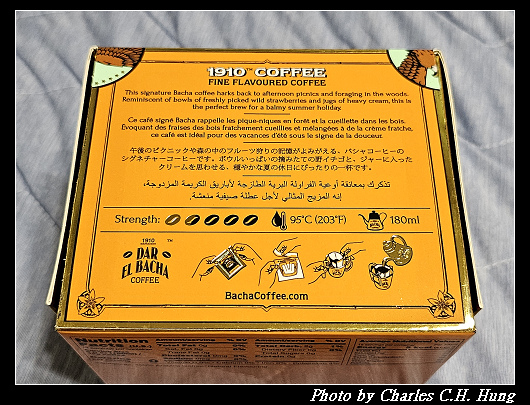 1910™ COFFEE
FINE FLAVOURED COFFEE
This signature Bacha coffee harks back to afternoon picnics and foraging in the woods.
Reminiscent of bowls of freshly picked wild strawberries and jugs of heavy cream, this is
the perfect brew for a balmy summer holiday.
Ce café signé Bacha rappelle les pique-niques en forêt et la cueillette dans les bois.
Évoquant des fraises des bois fraîchement cueillies et mélangées à de la crème fraîche,
ce café est idéal pour des vacances d'été sous le signe de la douceur.
午後のピクニックや森の中のフルーツ狩りの記憶がよみがえる、バシャコーヒーの
シグネチャーコーヒーです。ボウルいっぱいの摘みたての野イチゴと、ジャーに入った
クリームを思わせる、穏やかな夏の休日にぴったりの一杯です。
تذكرك بمعانقة أوعية الفراولة البرية الطازجة لأباريق الكريمة المزدوجة،
إنه المزيج المثالي لأجل عطلة صيفية منعشة.
Strength: 95°C (203°F) 180ml
1910 ™
DAR
EL BACHA
COFFEE
BachaCoffee.com
Nutrition
Photo by Charles C.H. Hung